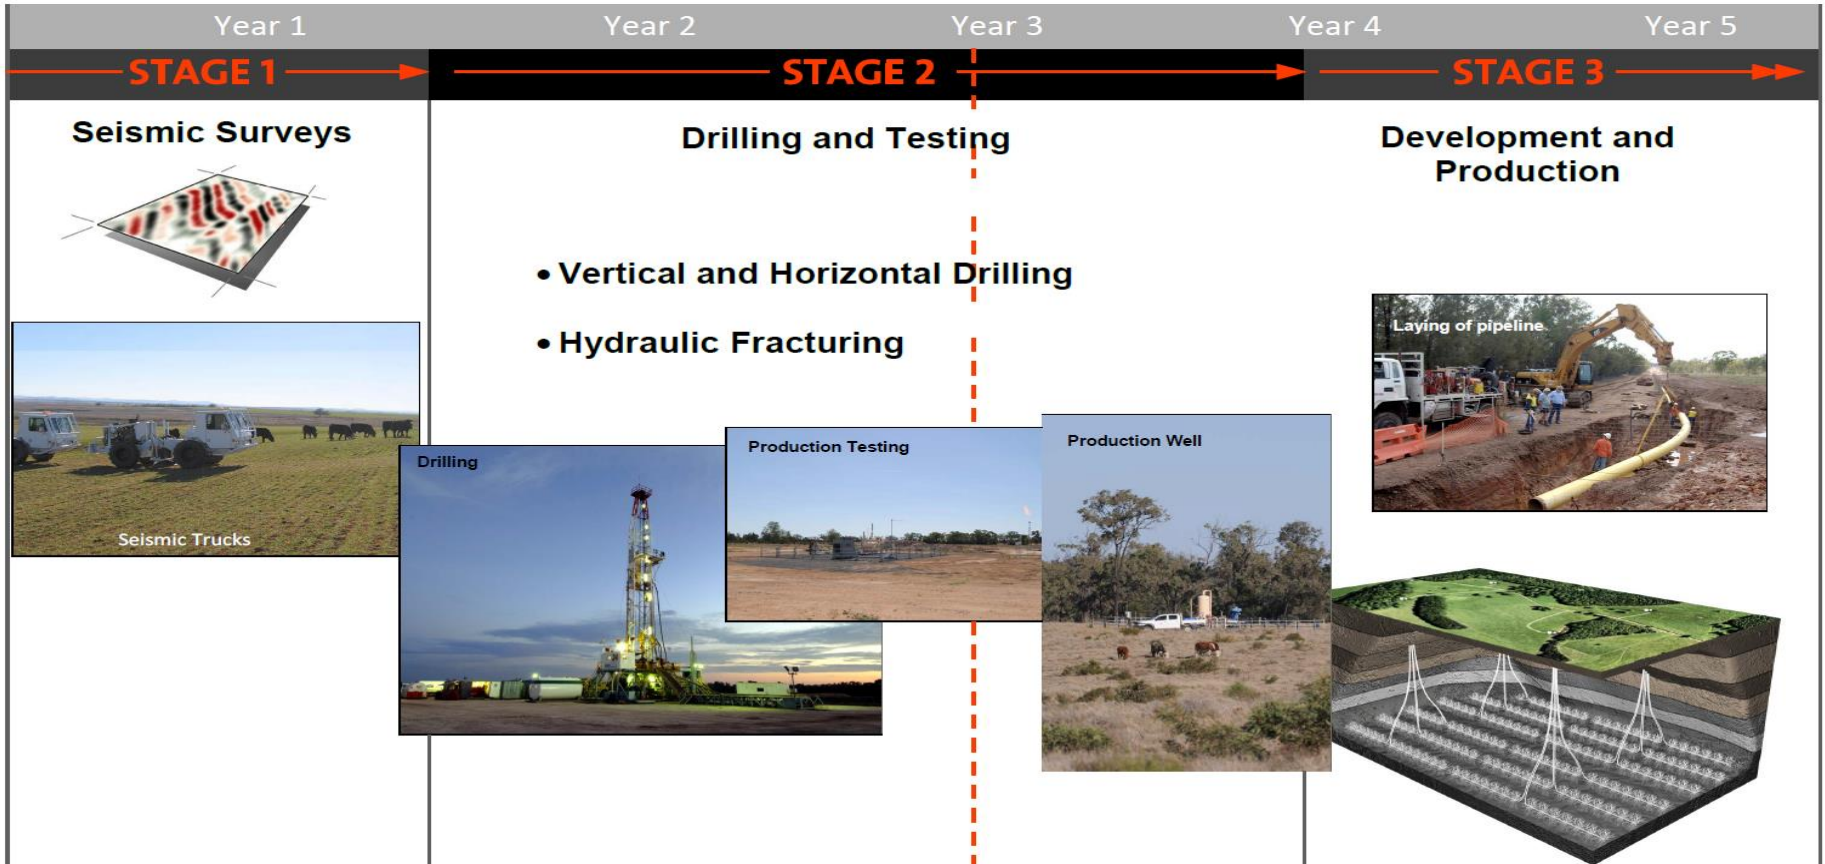 Year 1
Year 2
Year 3
Year 4
Year 5
STAGE 1
STAGE 2
STAGE 3
Seismic Surveys
Drilling and Testing
Development and
Production
• Vertical and Horizontal Drilling
• Hydraulic Fracturing
Laying of pipeline
Seismic Trucks
Drilling
Production Testing
Production Well